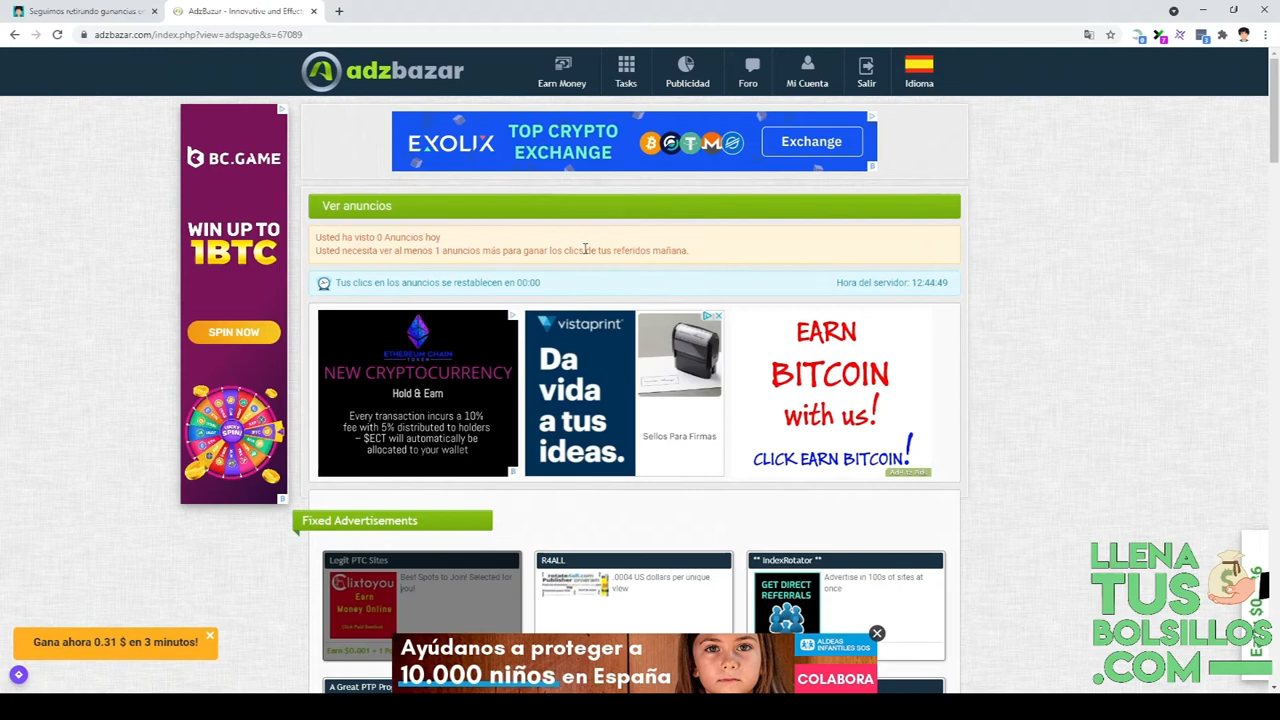 Seguimos retirando ganancias en
AdzBazar - Innovative and Effect
adzbazar.com/index.php?view=adspage&s=67089
adzbazar
Earn Money
Tasks
Publicidad
Foro
Mi Cuenta
Salir
Idioma
BC.GAME
WIN UP TO
1BTC
SPIN NOW
EXOLIX
TOP CRYPTO
EXCHANGE
Exchange
Ver anuncios
Usted ha visto 0 Anuncios hoy
Usted necesita ver al menos 1 anuncios más para ganar los clics de tus referidos mañana.
Tus clics en los anuncios se restablecen en 00:00
Hora del servidor: 12:44:49
ETHEREUM CHAIN
TOKEN
NEW CRYPTOCURRENCY
Hold & Earn
Every transaction incurs a 10%
fee with 5% distributed to holders
– $ECT will automatically be
allocated to your wallet
vistaprint
Da
vida
a tus
ideas.
Sellos Para Firmas
EARN
BITCOIN
with us!
CLICK EARN BITCOIN!
Fixed Advertisements
Legit PTC Sites
Best Spots to Join! Selected for
you!
Clixtoyou
Earn
Money Online
R4ALL
.0004 US dollars per unique
view
** IndexRotator **
Advertise in 100s of sites at
once
GET DIRECT
REFERRALS
Gana ahora 0.31 $ en 3 minutos!
Ayúdanos a proteger a
10.000 niños en España
ALDEAS
INFANTILES SOS
COLABORA
LLENA
TUS
BOLSILLOS
.COM